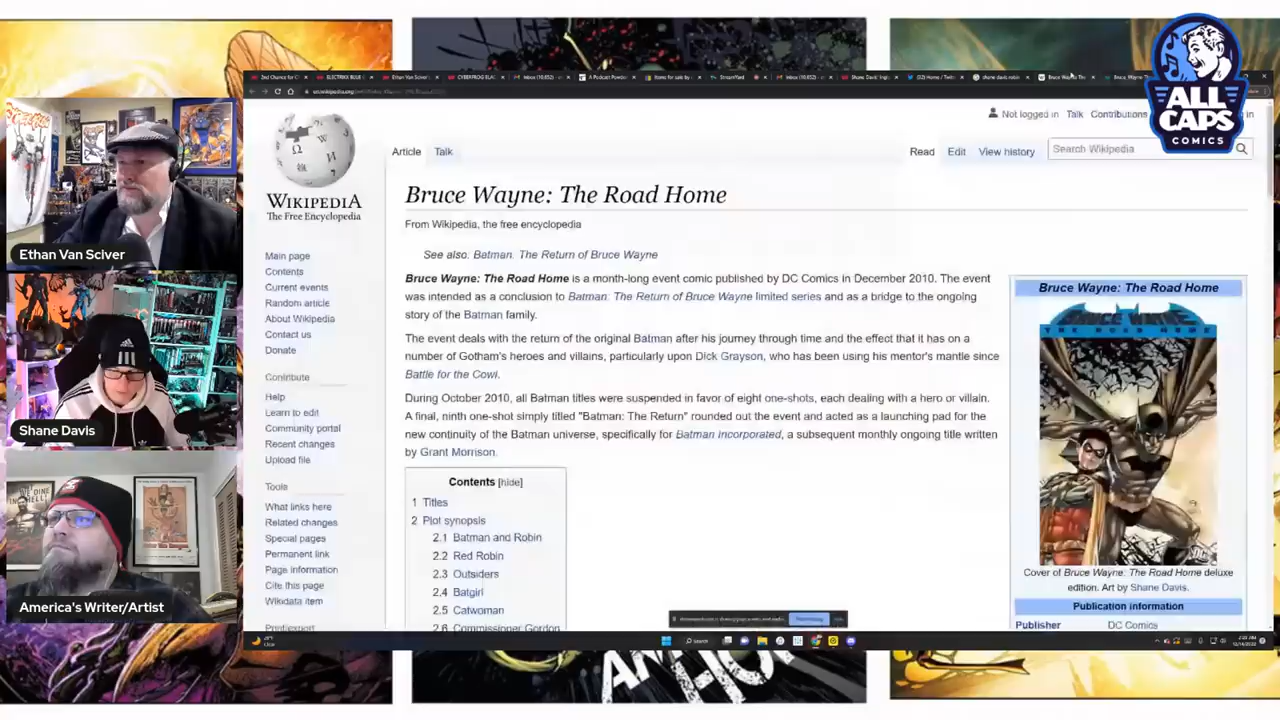 Ethan Van Sciver
Shane Davis
America's Writer/Artist
ALL
CAPS
COMICS
WIKIPEDIA
The Free Encyclopedia
Main page
Contents
Current events
Random article
About Wikipedia
Contact us
Donate
Contribute
Help
Learn to edit
Community portal
Recent changes
Upload file
Tools
What links here
Related changes
Special pages
Permanent link
Page information
Cite this page
Wikidata item
Print/export
Not logged in Talk Contributions
Article Talk Read Edit View history Search Wikipedia
Bruce Wayne: The Road Home
From Wikipedia, the free encyclopedia
See also: Batman: The Return of Bruce Wayne
Bruce Wayne: The Road Home is a month-long event comic published by DC Comics in December 2010. The event
was intended as a conclusion to Batman: The Return of Bruce Wayne limited series and as a bridge to the ongoing
story of the Batman family.
The event deals with the return of the original Batman after his journey through time and the effect that it has on a
number of Gotham's heroes and villains, particularly upon Dick Grayson, who has been using his mentor's mantle since
Battle for the Cowl.
During October 2010, all Batman titles were suspended in favor of eight one-shots, each dealing with a hero or villain.
A final, ninth one-shot simply titled "Batman: The Return" rounded out the event and acted as a launching pad for the
new continuity of the Batman universe, specifically for Batman Incorporated, a subsequent monthly ongoing title written
by Grant Morrison.
Contents [hide]
1 Titles
2 Plot synopsis
2.1 Batman and Robin
2.2 Red Robin
2.3 Outsiders
2.4 Batgirl
2.5 Catwoman
2.6 Commissioner Gordon
Bruce Wayne: The Road Home
BRUCE WAYNE
THE ROAD HOME
Cover of Bruce Wayne: The Road Home deluxe
edition. Art by Shane Davis.
Publication information
Publisher DC Comics